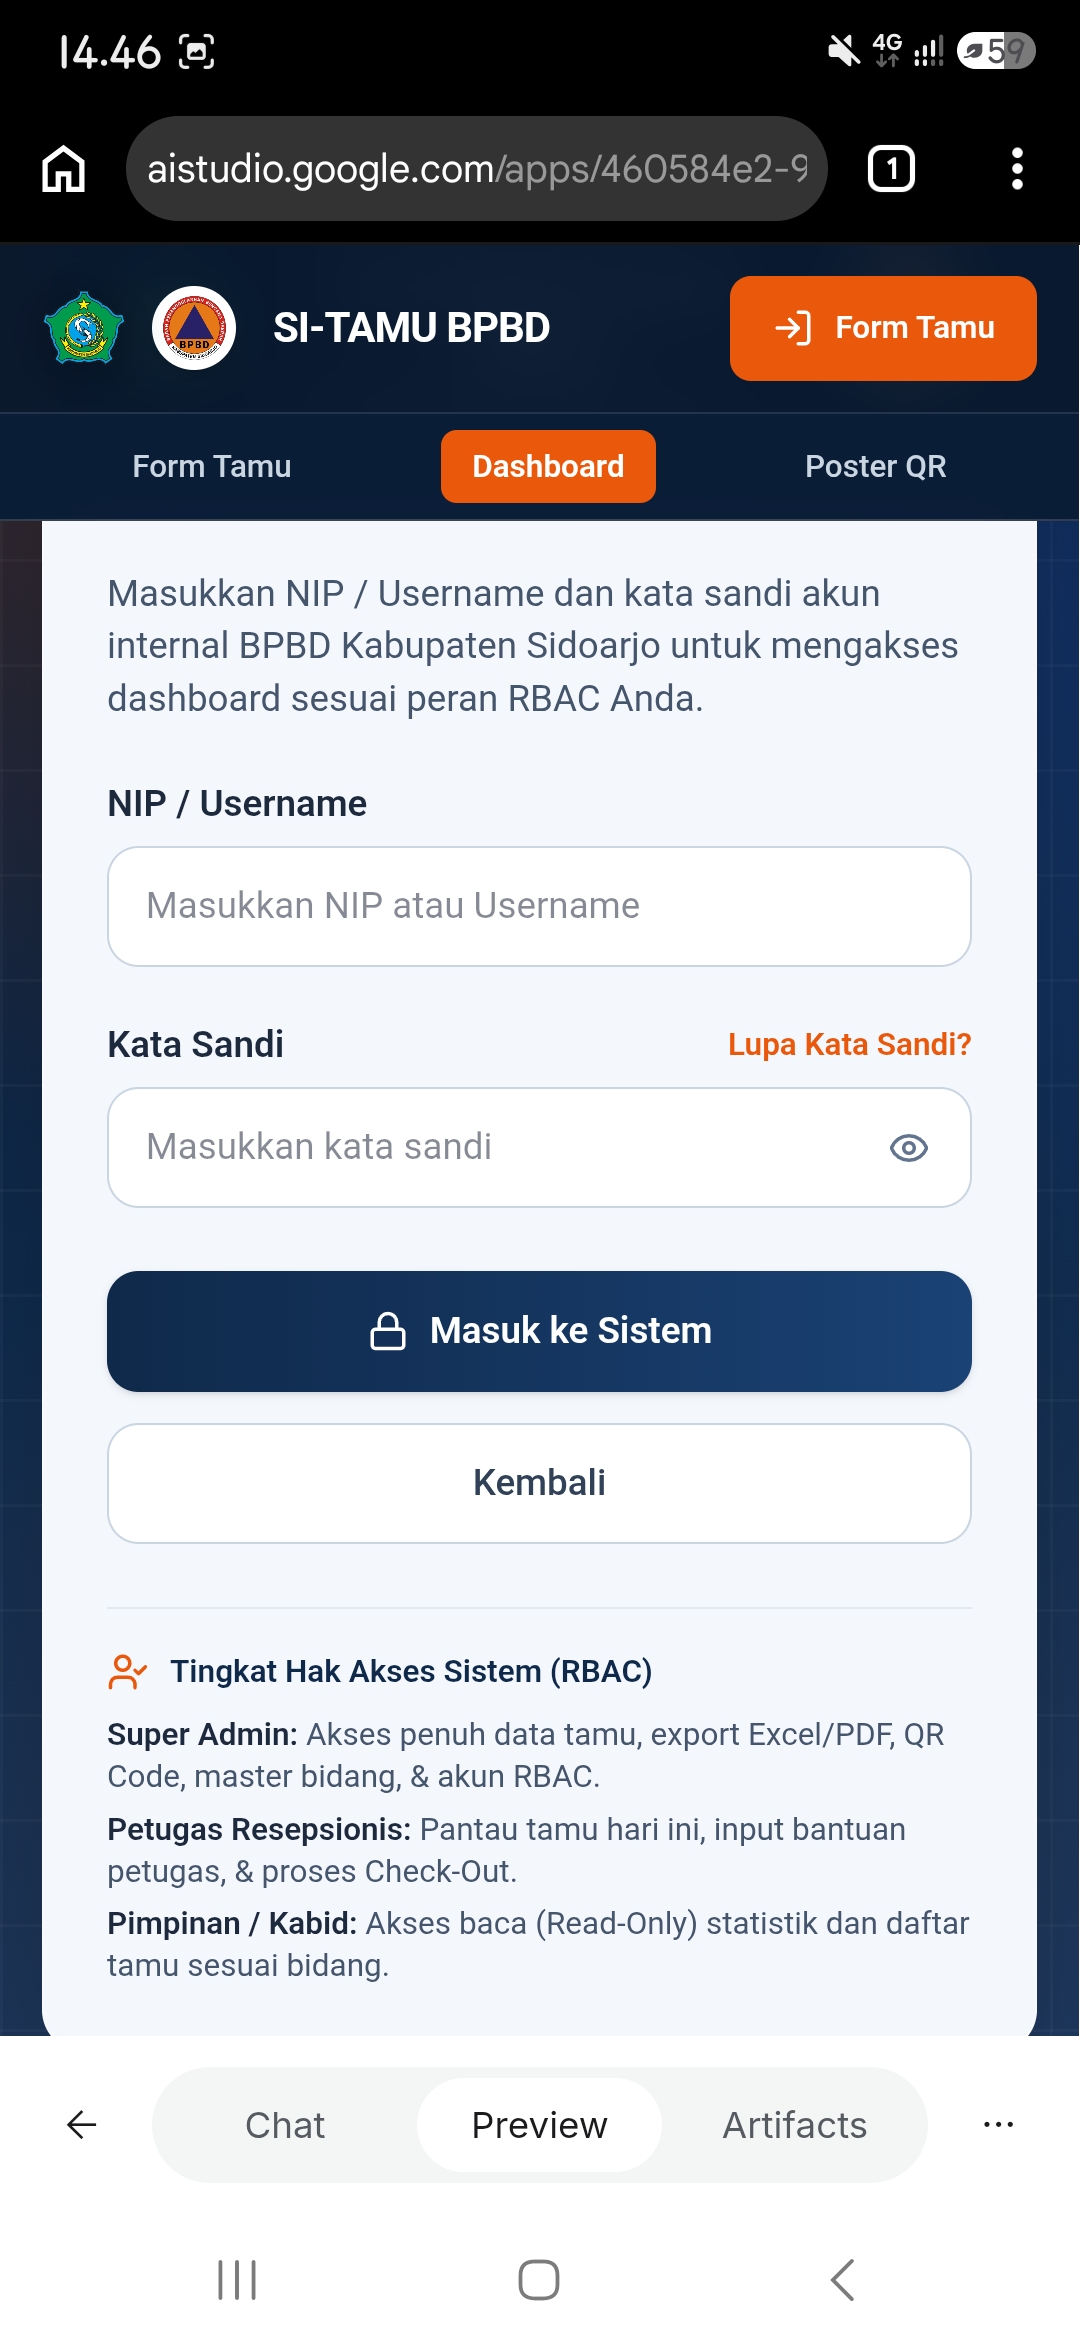 14.46
4G
59
aistudio.google.com/apps/460584e2-9
1
BPBD
SI-TAMU BPBD
Form Tamu
Form Tamu
Dashboard
Poster QR
Masukkan NIP / Username dan kata sandi akun
internal BPBD Kabupaten Sidoarjo untuk mengakses
dashboard sesuai peran RBAC Anda.
NIP / Username
Masukkan NIP atau Username
Kata Sandi
Lupa Kata Sandi?
Masukkan kata sandi
Masuk ke Sistem
Kembali
Tingkat Hak Akses Sistem (RBAC)
Super Admin: Akses penuh data tamu, export Excel/PDF, QR
Code, master bidang, & akun RBAC.
Petugas Resepsionis: Pantau tamu hari ini, input bantuan
petugas, & proses Check-Out.
Pimpinan / Kabid: Akses baca (Read-Only) statistik dan daftar
tamu sesuai bidang.
Chat
Preview
Artifacts